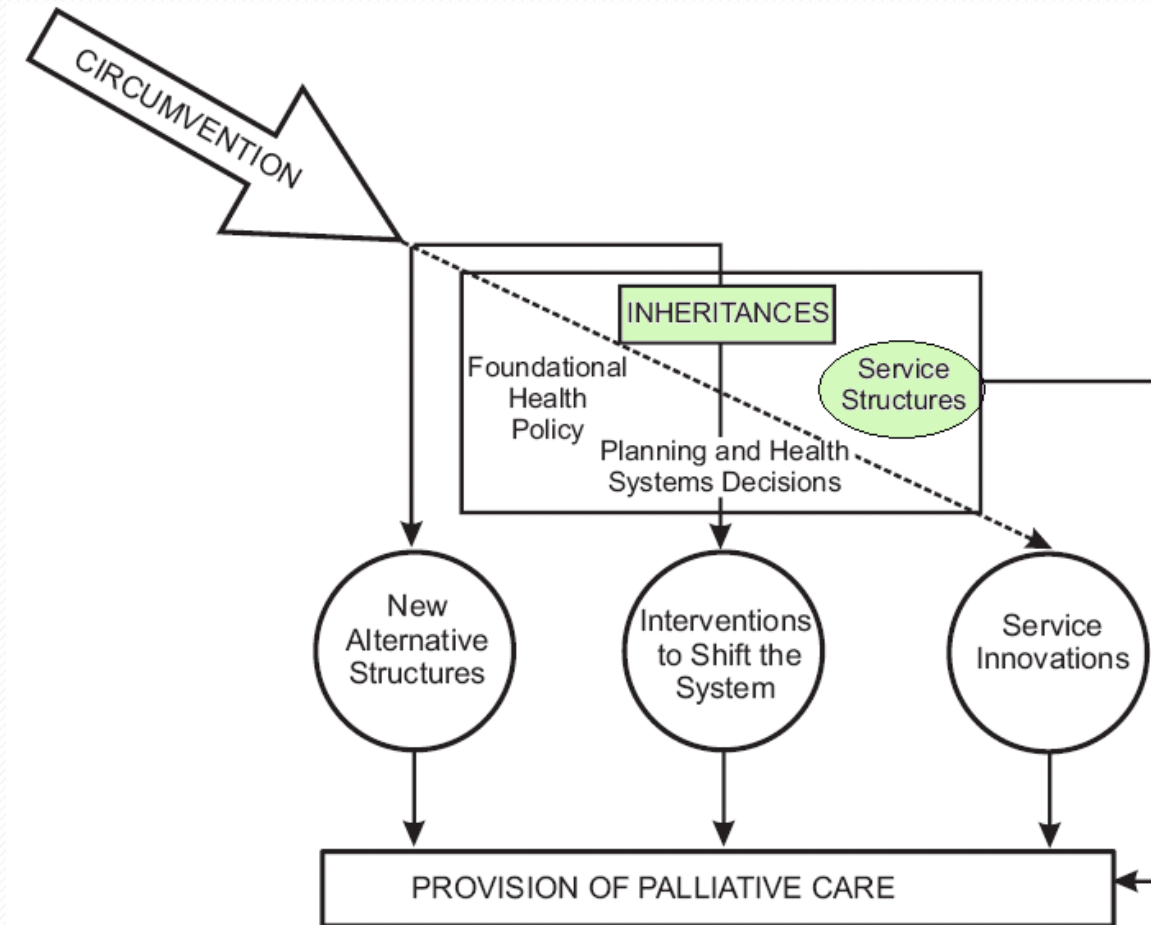 CIRCUMVENTION
INHERITANCES
Foundational
Health
Policy
Service
Structures
Planning and Health
Systems Decisions
New
Alternative
Structures
Interventions
to Shift the
System
Service
Innovations
PROVISION OF PALLIATIVE CARE